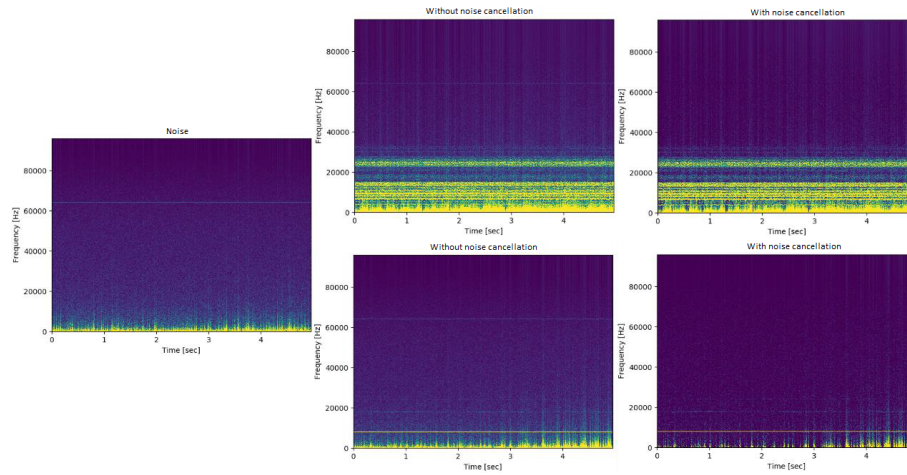 Noise
80000
60000
40000
20000
0
Frequency [Hz]
0 1 2 3 4
Time [sec]
Without noise cancellation
80000
60000
40000
20000
0
Frequency [Hz]
0 1 2 3 4
Time [sec]
With noise cancellation
80000
60000
40000
20000
0
Frequency [Hz]
0 1 2 3 4
Time [sec]
Without noise cancellation
80000
60000
40000
20000
0
Frequency [Hz]
0 1 2 3 4
Time [sec]
With noise cancellation
80000
60000
40000
20000
0
Frequency [Hz]
0 1 2 3 4
Time [sec]